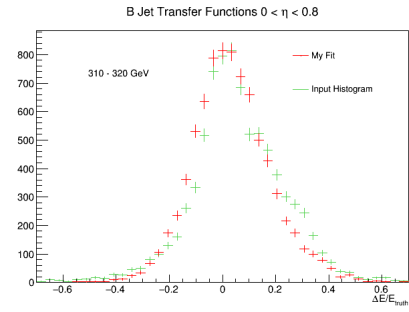 B Jet Transfer Functions 0 < η < 0.8
310 - 320 GeV
My Fit
Input Histogram
800
700
600
500
400
300
200
100
0
−0.6 −0.4 −0.2 0 0.2 0.4 0.6
ΔE/E_truth